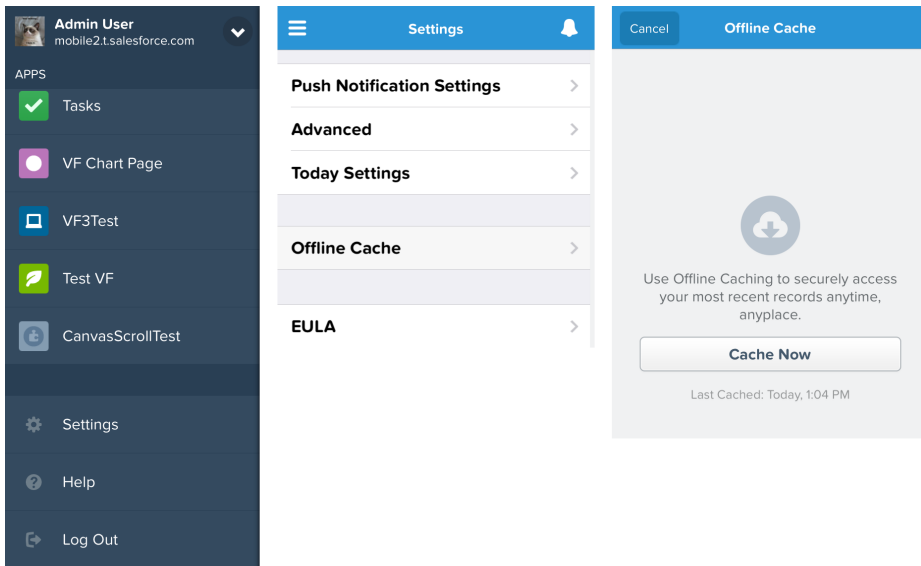 Admin User
mobile2.t.salesforce.com
APPS
Tasks
VF Chart Page
VF3Test
Test VF
CanvasScrollTest
Settings
Help
Log Out
Settings
Push Notification Settings
Advanced
Today Settings
Offline Cache
EULA
Cancel
Offline Cache
Use Offline Caching to securely access
your most recent records anytime,
anyplace.
Cache Now
Last Cached: Today, 1:04 PM